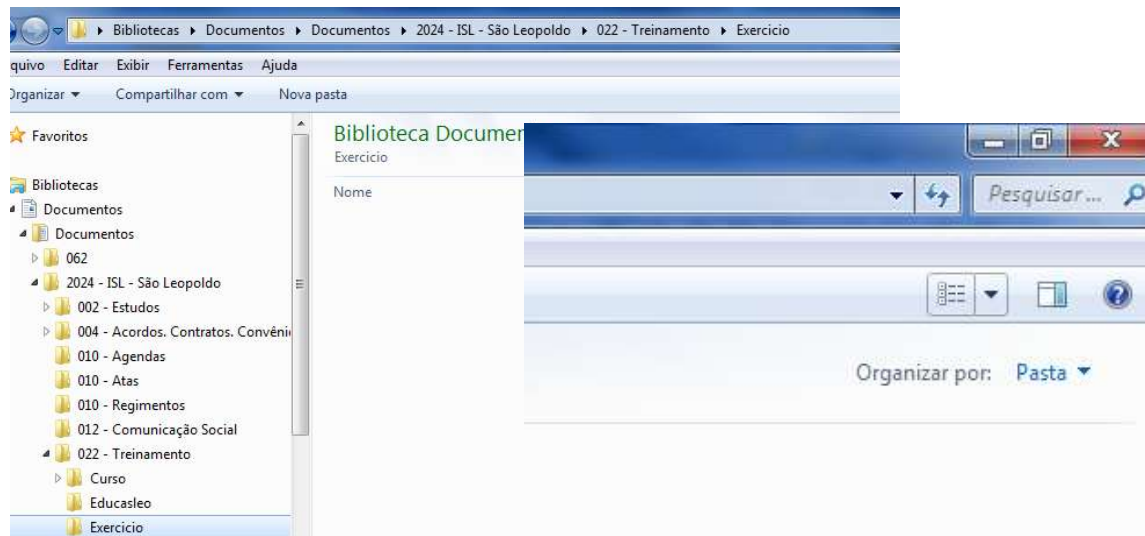 Bibliotecas ▸ Documentos ▸ Documentos ▸ 2024 - ISL - São Leopoldo ▸ 022 - Treinamento ▸ Exercicio
quivo Editar Exibir Ferramentas Ajuda
Organizar Compartilhar com Nova pasta
Favoritos
Bibliotecas
Documentos
Documentos
062
2024 - ISL - São Leopoldo
002 - Estudos
004 - Acordos. Contratos. Convêni
010 - Agendas
010 - Atas
010 - Regimentos
012 - Comunicação Social
022 - Treinamento
Curso
Educasleo
Exercicio
Biblioteca Documen
Exercicio
Nome
Pesquisar ...
Organizar por: Pasta